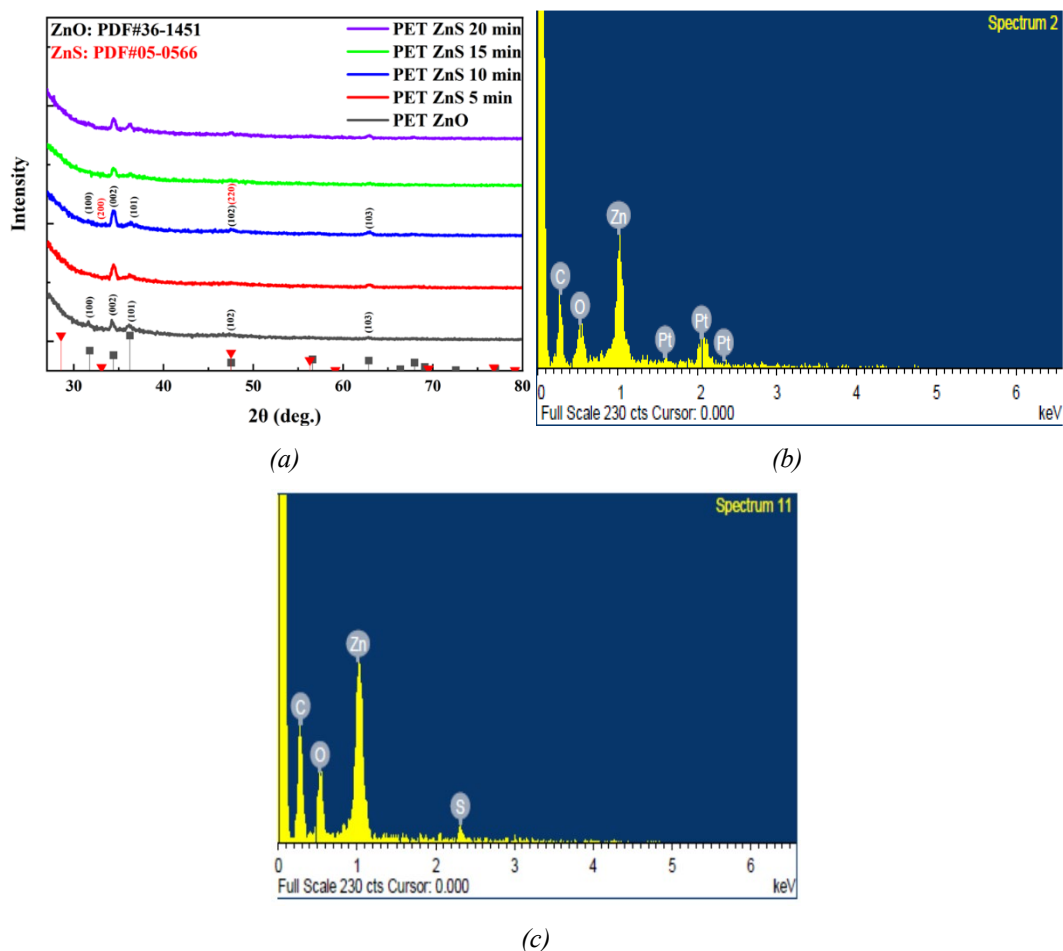 ZnO: PDF#36-1451
ZnS: PDF#05-0566
PET ZnS 20 min
PET ZnS 15 min
PET ZnS 10 min
PET ZnS 5 min
PET ZnO
Intensity
(100)
(200)
(002)
(101)
(102)
(220)
(103)
(100)
(002)
(101)
(102)
(103)
30 40 50 60 70 80
2θ (deg.)
(a)
Spectrum 2
Zn
C
O
Pt
Pt
Pt
0 1 2 3 4 5 6
Full Scale 230 cts Cursor: 0.000 keV
(b)
Spectrum 11
Zn
C
O
S
0 1 2 3 4 5 6
Full Scale 230 cts Cursor: 0.000 keV
(c)